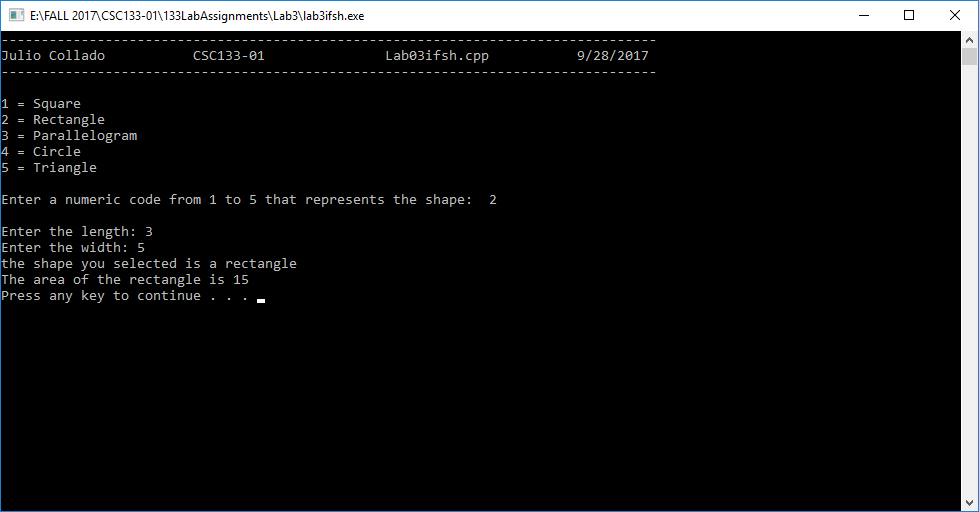 E:\FALL 2017\CSC133-01\133LabAssignments\Lab3\lab3ifsh.exe
----------------------------------------------------------------------------------
Julio Collado           CSC133-01               Lab03ifsh.cpp           9/28/2017
----------------------------------------------------------------------------------
1 = Square
2 = Rectangle
3 = Parallelogram
4 = Circle
5 = Triangle
Enter a numeric code from 1 to 5 that represents the shape:  2
Enter the length: 3
Enter the width: 5
the shape you selected is a rectangle
The area of the rectangle is 15
Press any key to continue . . .